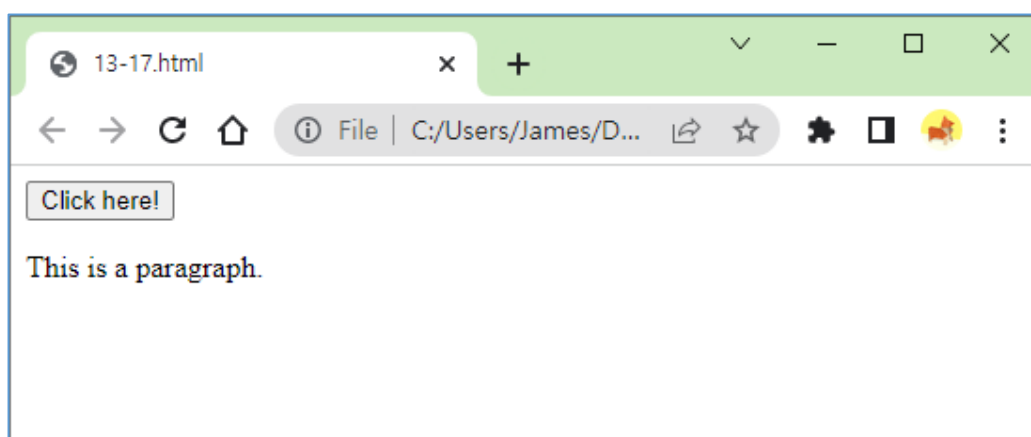 13-17.html
File C:/Users/James/D...
Click here!
This is a paragraph.